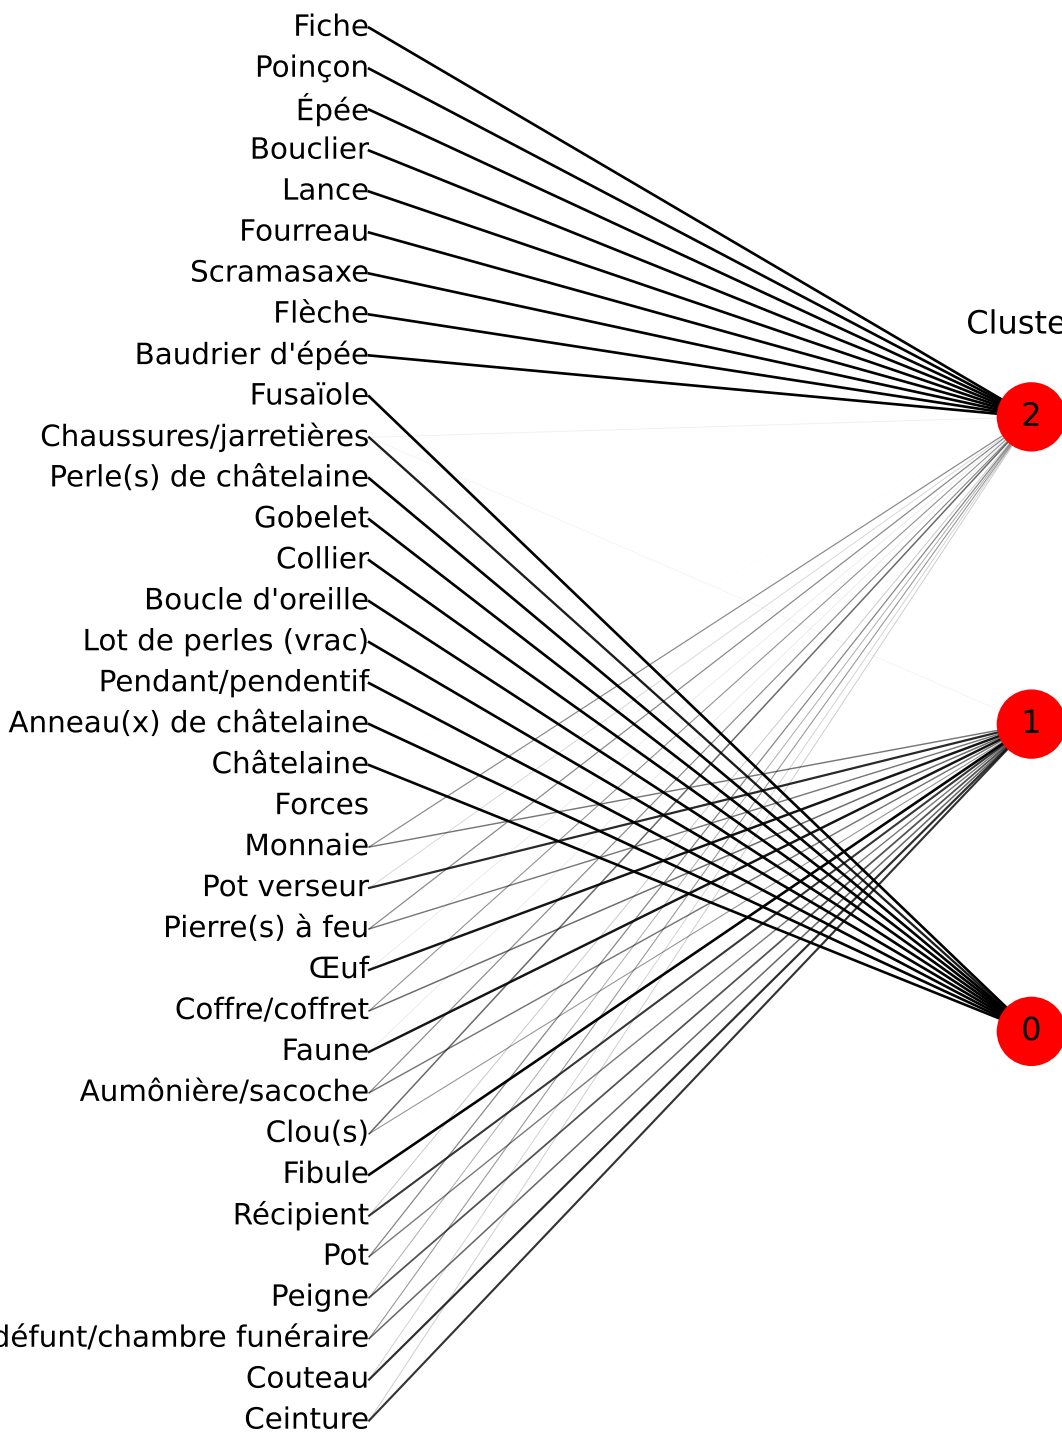 Fiche
Poinçon
Épée
Bouclier
Lance
Fourreau
Scramasaxe
Flèche
Cluste
Baudrier d'épée
Fusaïole
2
Chaussures/jarretières
Perle(s) de châtelaine
Gobelet
Collier
Boucle d'oreille
Lot de perles (vrac)
Pendant/pendentif
Anneau(x) de châtelaine
1
Châtelaine
Forces
Monnaie
Pot verseur
Pierre(s) à feu
Œuf
Coffre/coffret
0
Faune
Aumônière/sacoche
Clou(s)
Fibule
Récipient
Pot
Peigne
défunt/chambre funéraire
Couteau
Ceinture